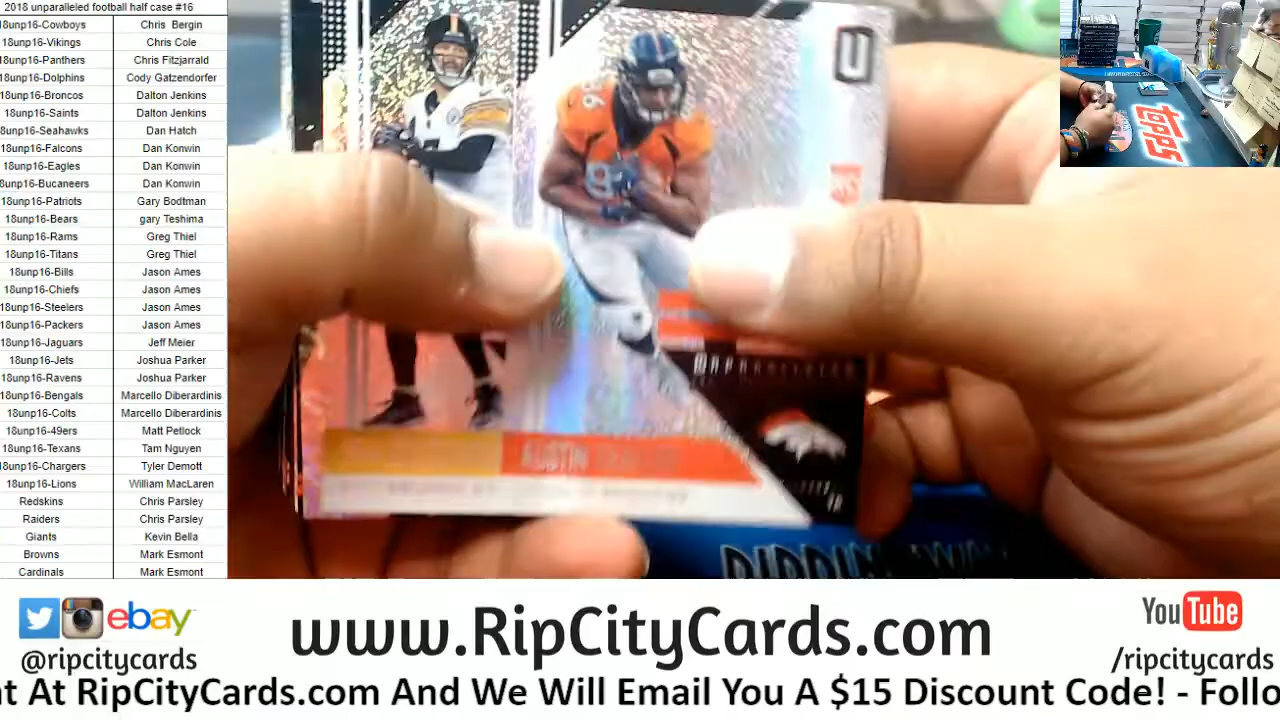 2018 unparalleled football half case #16
18unp16-Cowboys Chris Bergin
18unp16-Vikings Chris Cole
18unp16-Panthers Chris Fitzjarrald
18unp16-Dolphins Cody Gatzendorfer
18unp16-Broncos Dalton Jenkins
18unp16-Saints Dalton Jenkins
8unp16-Seahawks Dan Hatch
18unp16-Falcons Dan Konwin
18unp16-Eagles Dan Konwin
8unp16-Bucaneers Dan Konwin
18unp16-Patriots Gary Bodtman
18unp16-Bears gary Teshima
18unp16-Rams Greg Thiel
18unp16-Titans Greg Thiel
18unp16-Bills Jason Ames
18unp16-Chiefs Jason Ames
18unp16-Steelers Jason Ames
18unp16-Packers Jason Ames
18unp16-Jaguars Jeff Meier
18unp16-Jets Joshua Parker
18unp16-Ravens Joshua Parker
18unp16-Bengals Marcello Diberardinis
18unp16-Colts Marcello Diberardinis
18unp16-49ers Matt Petlock
18unp16-Texans Tam Nguyen
18unp16-Chargers Tyler Demott
18unp16-Lions William MacLaren
Redskins Chris Parsley
Raiders Chris Parsley
Giants Kevin Bella
Browns Mark Esmont
Cardinals Mark Esmont
U
AUSTIN
topps
ebay
@ripcitycards
www.RipCityCards.com
YouTube
/ripcitycards
nt At RipCityCards.com And We Will Email You A $15 Discount Code! - Follo